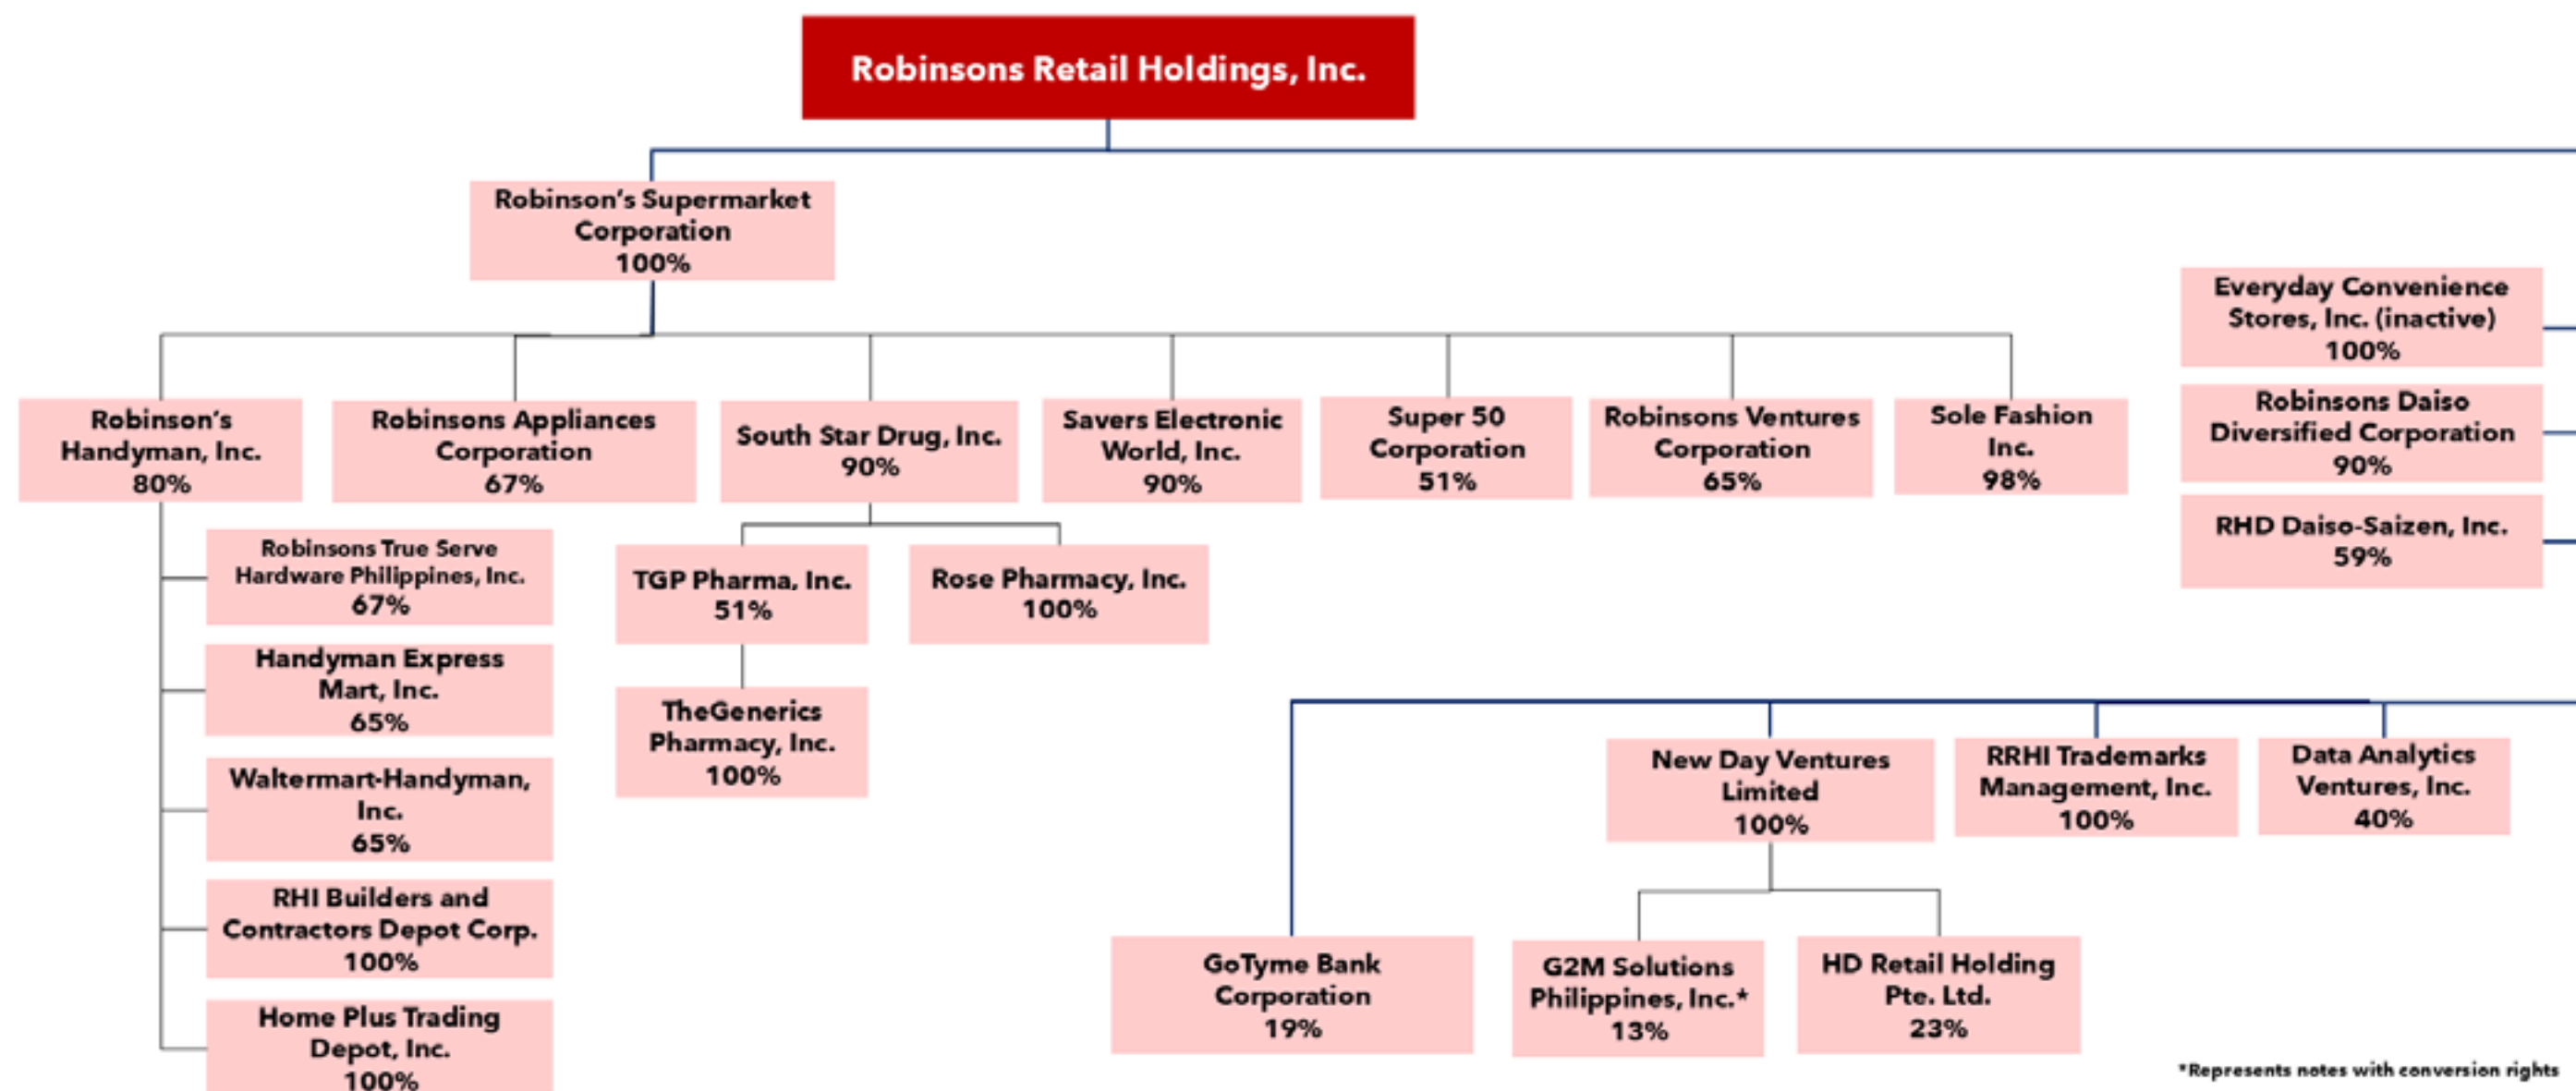 Robinsons Retail Holdings, Inc.
Robinson's Supermarket
Corporation
100%
Everyday Convenience
Stores, Inc. (inactive)
100%
Robinsons Daiso
Diversified Corporation
90%
RHD Daiso-Saizen, Inc.
59%
Robinson's
Handyman, Inc.
80%
Robinsons Appliances
Corporation
67%
South Star Drug, Inc.
90%
Savers Electronic
World, Inc.
90%
Super 50
Corporation
51%
Robinsons Ventures
Corporation
65%
Sole Fashion
Inc.
98%
Robinsons True Serve
Hardware Philippines, Inc.
67%
Handyman Express
Mart, Inc.
65%
Waltermart-Handyman,
Inc.
65%
RHI Builders and
Contractors Depot Corp.
100%
Home Plus Trading
Depot, Inc.
100%
TGP Pharma, Inc.
51%
Rose Pharmacy, Inc.
100%
TheGenerics
Pharmacy, Inc.
100%
New Day Ventures
Limited
100%
RRHI Trademarks
Management, Inc.
100%
Data Analytics
Ventures, Inc.
40%
GoTyme Bank
Corporation
19%
G2M Solutions
Philippines, Inc.*
13%
HD Retail Holding
Pte. Ltd.
23%
*Represents notes with conversion rights